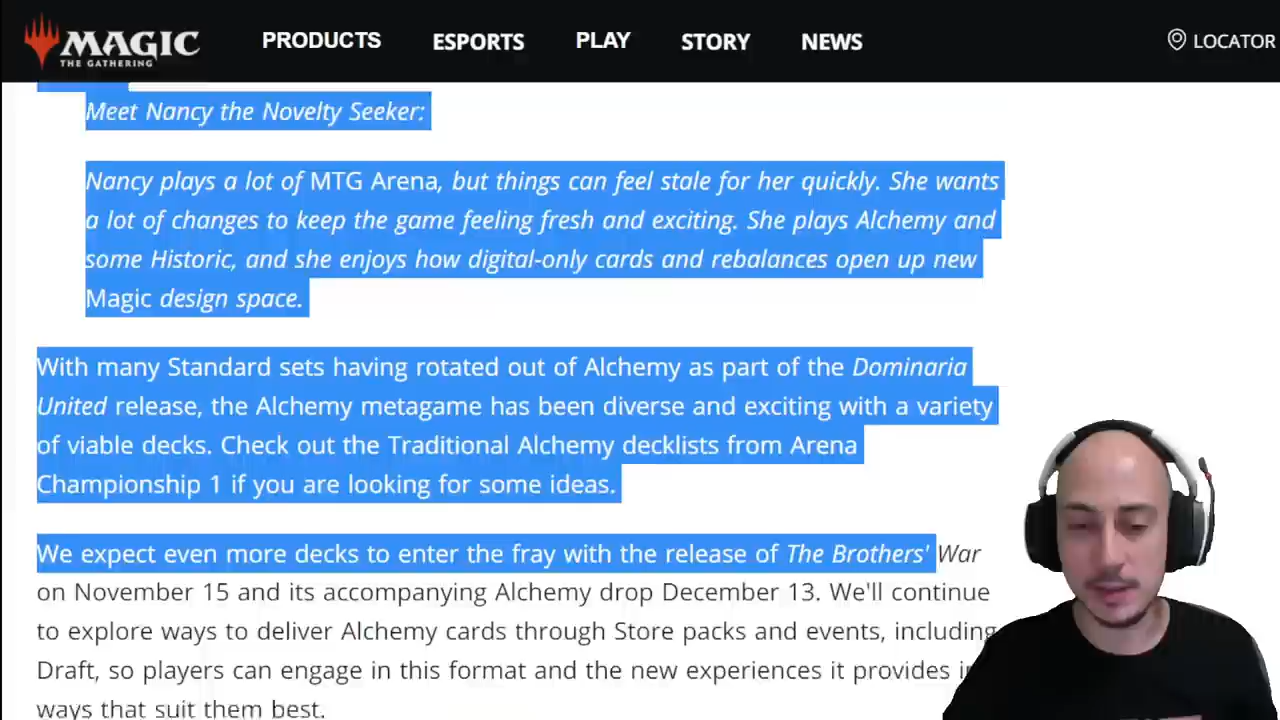 MAGIC
THE GATHERING
PRODUCTS ESPORTS PLAY STORY NEWS LOCATOR
Meet Nancy the Novelty Seeker:
Nancy plays a lot of MTG Arena, but things can feel stale for her quickly. She wants
a lot of changes to keep the game feeling fresh and exciting. She plays Alchemy and
some Historic, and she enjoys how digital-only cards and rebalances open up new
Magic design space.
With many Standard sets having rotated out of Alchemy as part of the Dominaria
United release, the Alchemy metagame has been diverse and exciting with a variety
of viable decks. Check out the Traditional Alchemy decklists from Arena
Championship 1 if you are looking for some ideas.
We expect even more decks to enter the fray with the release of The Brothers' War
on November 15 and its accompanying Alchemy drop December 13. We'll continue
to explore ways to deliver Alchemy cards through Store packs and events, including
Draft, so players can engage in this format and the new experiences it provides in
ways that suit them best.